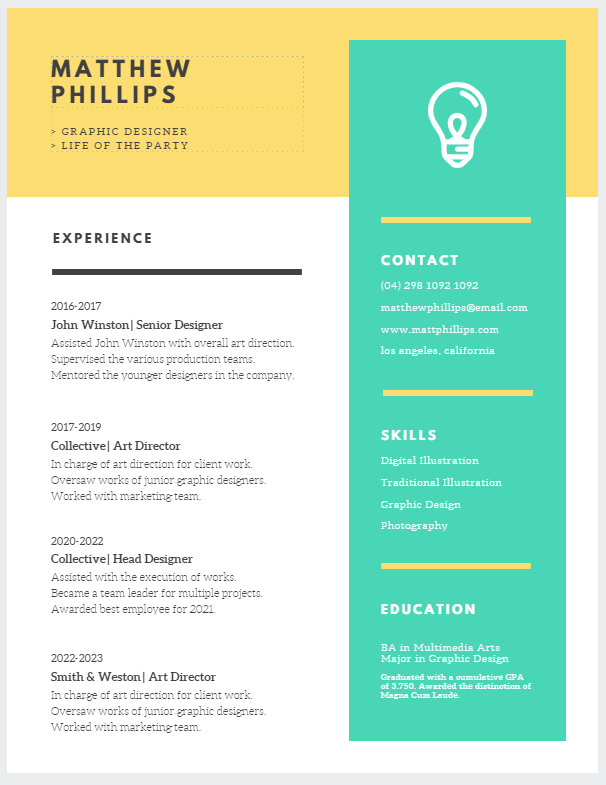 MATTHEW
PHILLIPS
> GRAPHIC DESIGNER
> LIFE OF THE PARTY
EXPERIENCE
2016-2017
John Winston| Senior Designer
Assisted John Winston with overall art direction.
Supervised the various production teams.
Mentored the younger designers in the company.
2017-2019
Collective| Art Director
In charge of art direction for client work.
Oversaw works of junior graphic designers.
Worked with marketing team.
2020-2022
Collective| Head Designer
Assisted with the execution of works.
Became a team leader for multiple projects.
Awarded best employee for 2021.
2022-2023
Smith & Weston| Art Director
In charge of art direction for client work.
Oversaw works of junior graphic designers.
Worked with marketing team.
CONTACT
(04) 298 1092 1092
matthewphillips@email.com
www.mattphillips.com
los angeles, california
SKILLS
Digital Illustration
Traditional Illustration
Graphic Design
Photography
EDUCATION
BA in Multimedia Arts
Major in Graphic Design
Graduated with a cumulative GPA
of 3.750. Awarded the distinction of
Magna Cum Laude.